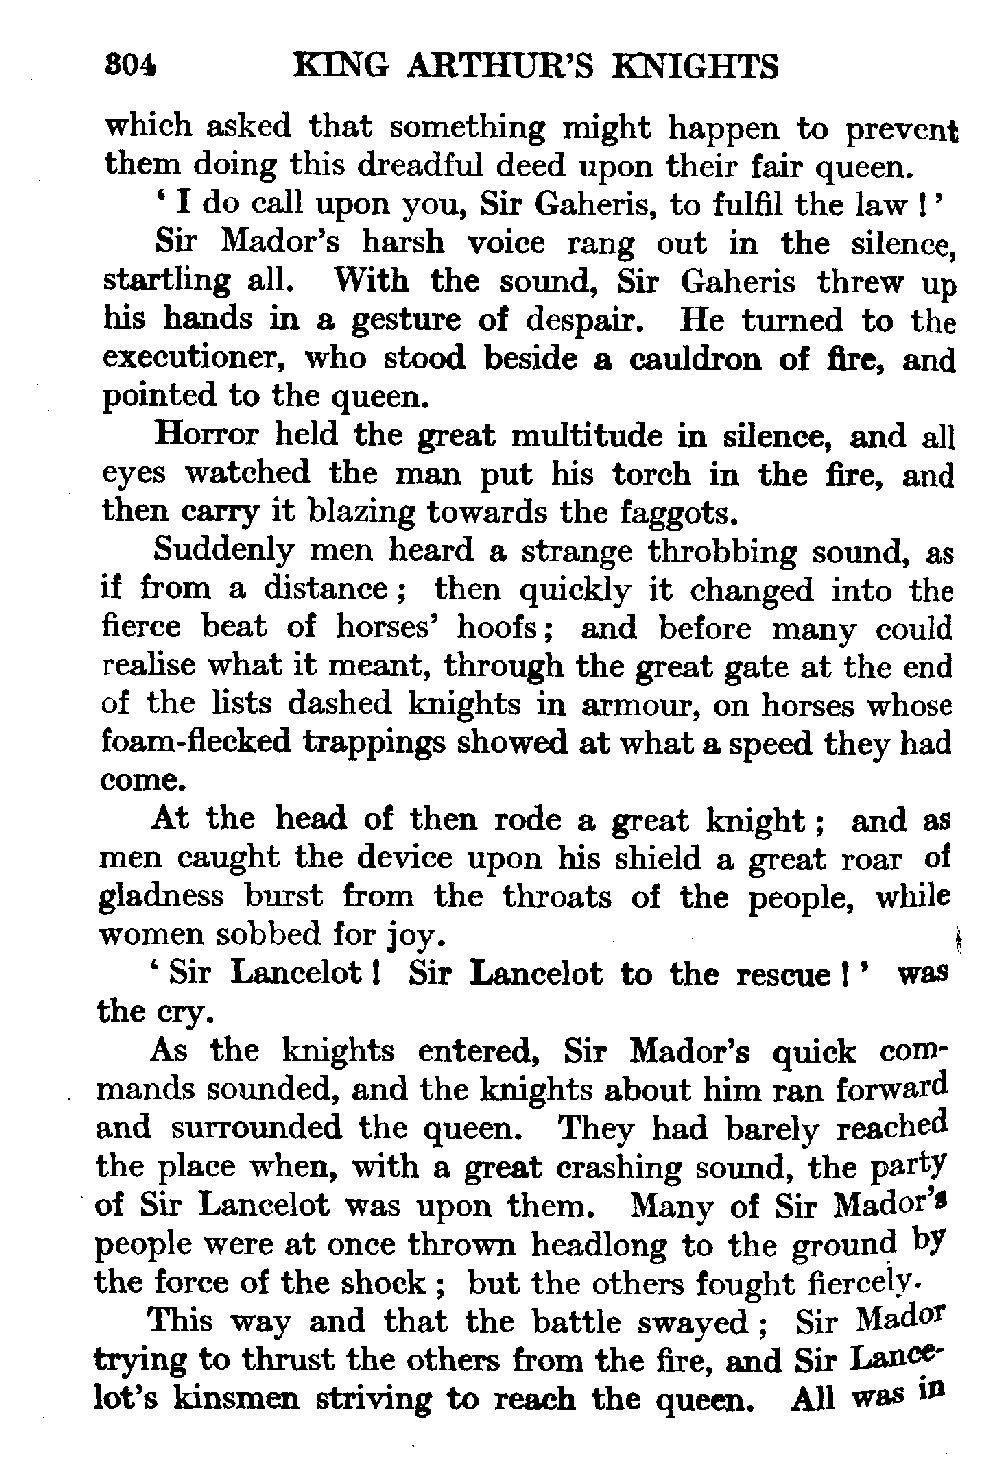 304 KING ARTHUR'S KNIGHTS
which asked that something might happen to prevent
them doing this dreadful deed upon their fair queen.
‘ I do call upon you, Sir Gaheris, to fulfil the law ! ’
Sir Mador's harsh voice rang out in the silence,
startling all. With the sound, Sir Gaheris threw up
his hands in a gesture of despair. He turned to the
executioner, who stood beside a cauldron of fire, and
pointed to the queen.
Horror held the great multitude in silence, and all
eyes watched the man put his torch in the fire, and
then carry it blazing towards the faggots.
Suddenly men heard a strange throbbing sound, as
if from a distance ; then quickly it changed into the
fierce beat of horses' hoofs ; and before many could
realise what it meant, through the great gate at the end
of the lists dashed knights in armour, on horses whose
foam-flecked trappings showed at what a speed they had
come.
At the head of then rode a great knight ; and as
men caught the device upon his shield a great roar of
gladness burst from the throats of the people, while
women sobbed for joy.
‘ Sir Lancelot ! Sir Lancelot to the rescue ! ’ was
the cry.
As the knights entered, Sir Mador's quick com-
mands sounded, and the knights about him ran forward
and surrounded the queen. They had barely reached
the place when, with a great crashing sound, the party
of Sir Lancelot was upon them. Many of Sir Mador's
people were at once thrown headlong to the ground by
the force of the shock ; but the others fought fiercely.
This way and that the battle swayed ; Sir Mador
trying to thrust the others from the fire, and Sir Lance-
lot's kinsmen striving to reach the queen. All was in